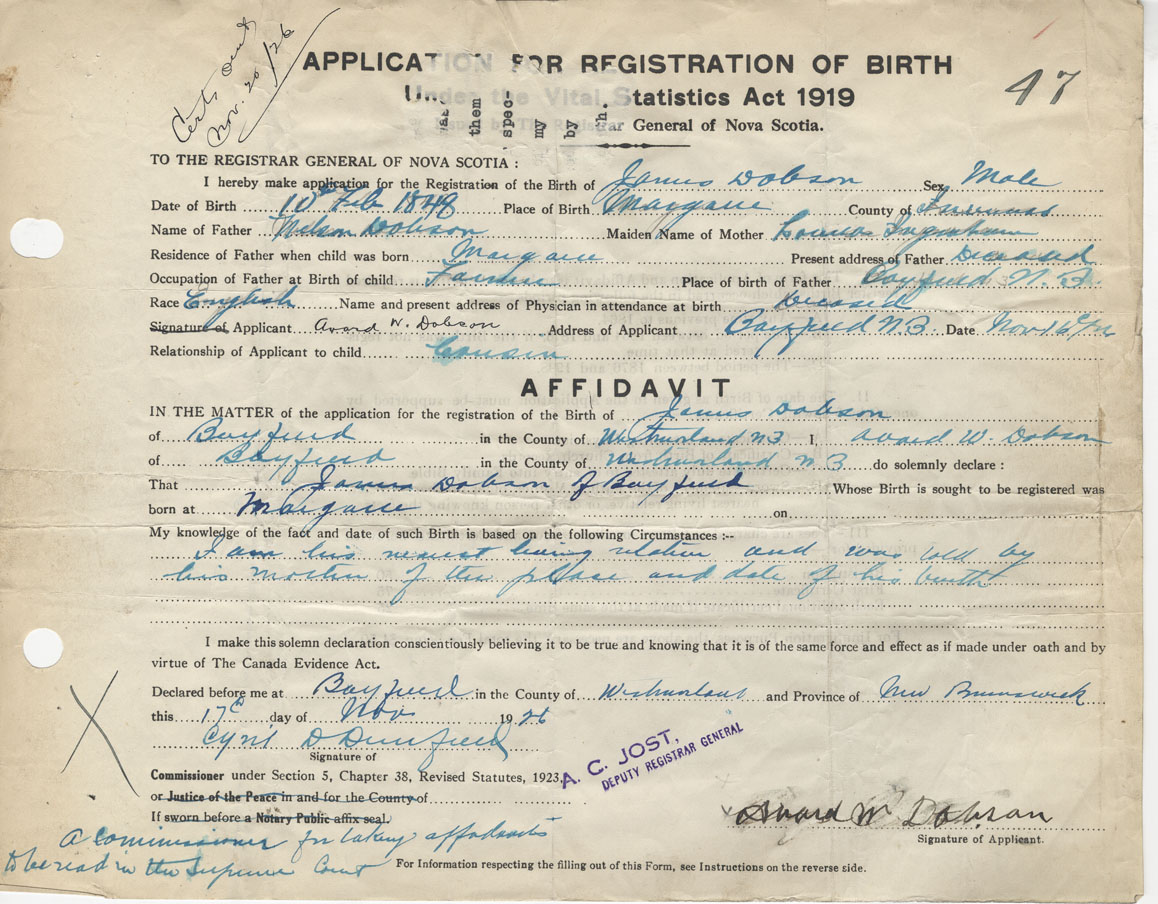 Certs sent
Nov. 20/26
APPLICATION FOR REGISTRATION OF BIRTH
47
Under the Vital Statistics Act 1919
them
spec-
my
by
General of Nova Scotia.
TO THE REGISTRAR GENERAL OF NOVA SCOTIA :
I hereby make application for the Registration of the Birth of James Dobson Sex Male
Date of Birth 10th Feb 1848 Place of Birth Margaree County of Inverness
Name of Father Nelson Dobson Maiden Name of Mother Louisa Ingraham
Residence of Father when child was born Margaree Present address of Father Deceased
Occupation of Father at Birth of child Farmer Place of birth of Father Bayfield N.B.
Race English Name and present address of Physician in attendance at birth Deceased
Signature of Applicant Avard W. Dobson Address of Applicant Bayfield N B Date Nov 16
Relationship of Applicant to child Cousin
AFFIDAVIT
IN THE MATTER of the application for the registration of the Birth of James Dobson
of Bayfield in the County of Westmorland N B I, Avard W. Dobson
of Bayfield in the County of Westmorland N B do solemnly declare :
That James Dobson of Bayfield Whose Birth is sought to be registered was
born at Margaree on
My knowledge of the fact and date of such Birth is based on the following Circumstances :--
I am his nearest living relative and was told by
his mother of the place and date of his birth
I make this solemn declaration conscientiously believing it to be true and knowing that it is of the same force and effect as if made under oath and by
virtue of The Canada Evidence Act.
Declared before me at Bayfield in the County of Westmorland and Province of New Brunswick
this 17 day of Nov 19 26
Cyril D
Signature of
Commissioner under Section 5, Chapter 38, Revised Statutes, 1923,
A. C. JOST,
DEPUTY REGISTRAR GENERAL
or Justice of the Peace in and for the County of
If sworn before a Notary Public affix seal.
Avard W Dobson
Signature of Applicant.
A Commissioner for taking affadavits
to be read in the Supreme Court
For Information respecting the filling out of this Form, see Instructions on the reverse side.